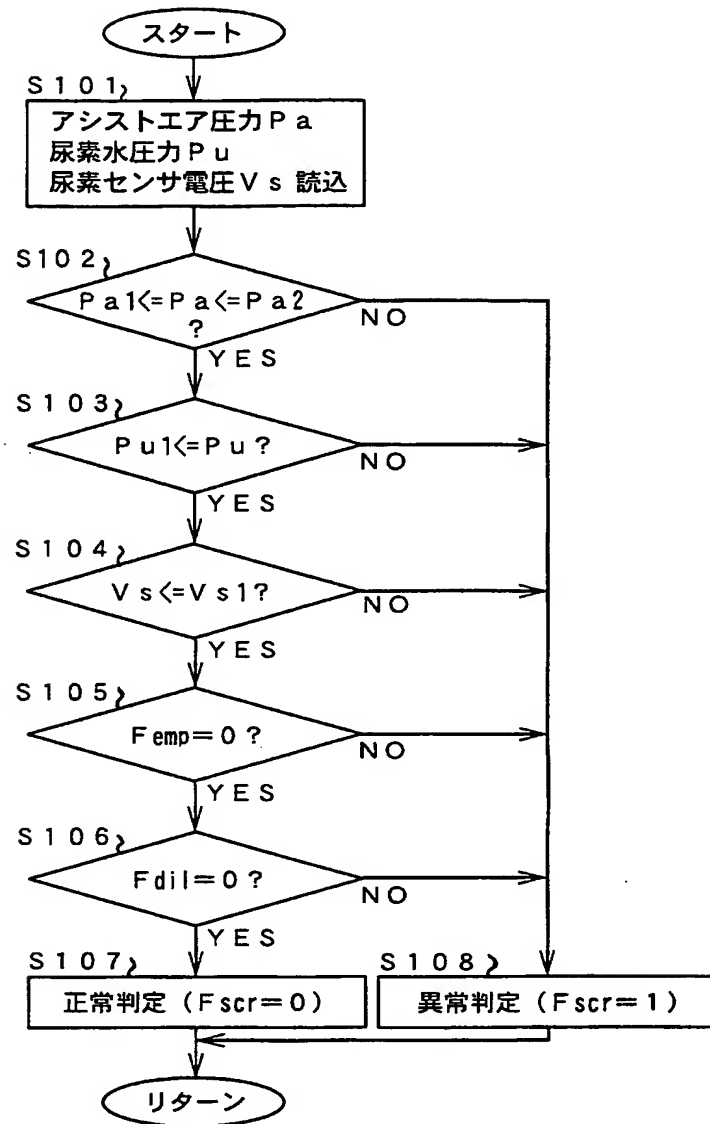 スタート
S101
アシストエア圧力Pa
尿素水圧力Pu
尿素センサ電圧Vs読込
S102
Pa1<=Pa<=Pa2
?
NO
YES
S103
Pu1<=Pu?
NO
YES
S104
Vs<=Vs1?
NO
YES
S105
Femp=0?
NO
YES
S106
Fdil=0?
NO
YES
S107
正常判定(Fscr=0)
S108
異常判定(Fscr=1)
リターン